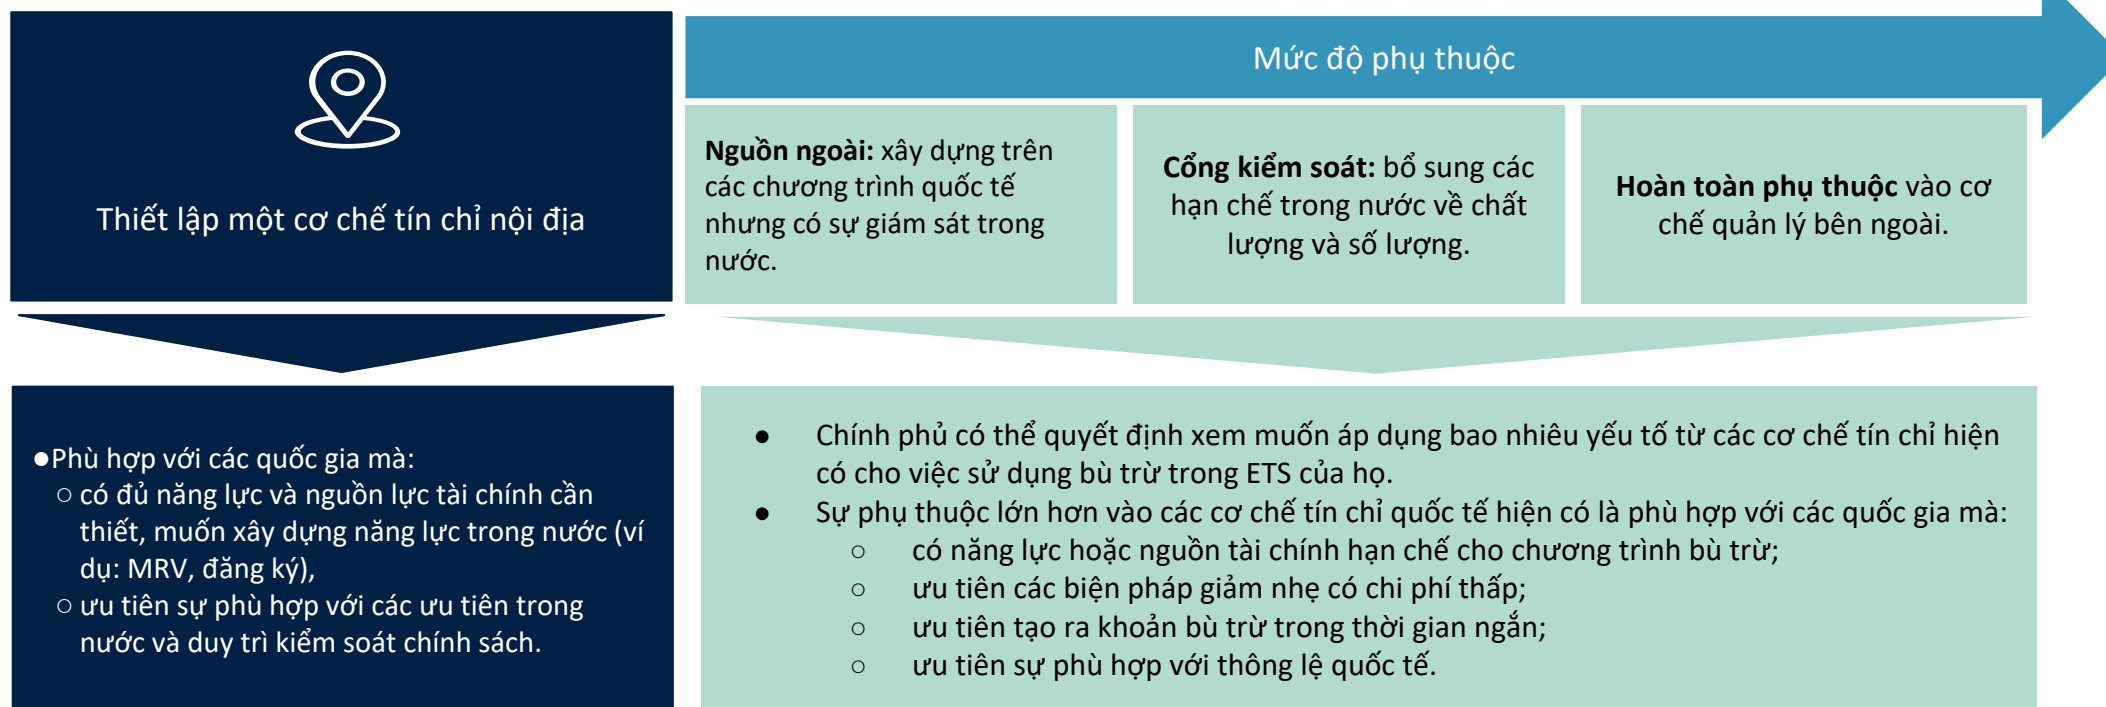 Thiết lập một cơ chế tín chỉ nội địa
Mức độ phụ thuộc
Nguồn ngoài: xây dựng trên
các chương trình quốc tế
nhưng có sự giám sát trong
nước.
Cổng kiểm soát: bổ sung các
hạn chế trong nước về chất
lượng và số lượng.
Hoàn toàn phụ thuộc vào cơ
chế quản lý bên ngoài.
●Phù hợp với các quốc gia mà:
○ có đủ năng lực và nguồn lực tài chính cần
thiết, muốn xây dựng năng lực trong nước (ví
dụ: MRV, đăng ký),
○ ưu tiên sự phù hợp với các ưu tiên trong
nước và duy trì kiểm soát chính sách.
● Chính phủ có thể quyết định xem muốn áp dụng bao nhiêu yếu tố từ các cơ chế tín chỉ hiện
có cho việc sử dụng bù trừ trong ETS của họ.
● Sự phụ thuộc lớn hơn vào các cơ chế tín chỉ quốc tế hiện có là phù hợp với các quốc gia mà:
○ có năng lực hoặc nguồn tài chính hạn chế cho chương trình bù trừ;
○ ưu tiên các biện pháp giảm nhẹ có chi phí thấp;
○ ưu tiên tạo ra khoản bù trừ trong thời gian ngắn;
○ ưu tiên sự phù hợp với thông lệ quốc tế.